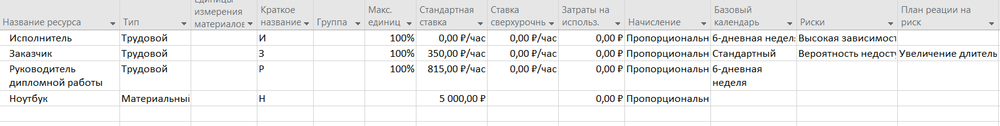 Название ресурса Тип Единицы измерения материалов Краткое название Группа Макс. единиц Стандартная ставка Ставка сверхурочнь Затраты на использ. Начисление Базовый календарь Риски План реации на риск
Исполнитель Трудовой И 100% 0,00 ₽/час 0,00 ₽/час 0,00 ₽ Пропорциональн 6-дневная неделя Высокая зависимост
Заказчик Трудовой З 100% 350,00 ₽/час 0,00 ₽/час 0,00 ₽ Пропорциональн Стандартный Вероятность недосту Увеличение длитель
Руководитель дипломной работы Трудовой Р 100% 815,00 ₽/час 0,00 ₽/час 0,00 ₽ Пропорциональн 6-дневная неделя
Ноутбук Материальный Н 5 000,00 ₽ 0,00 ₽ Пропорциональн